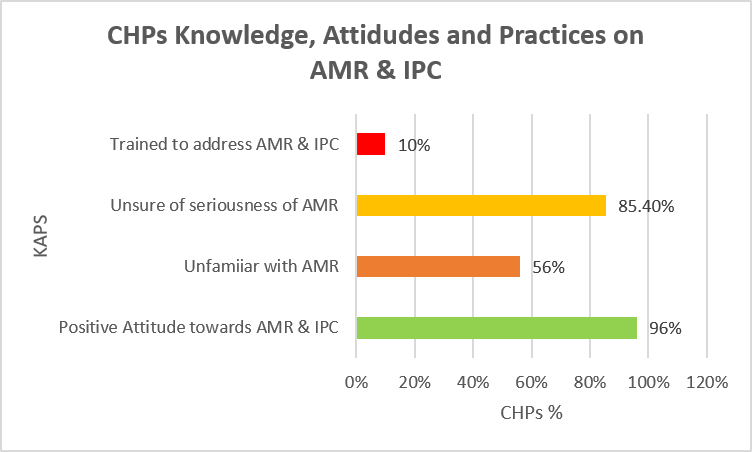 CHPs Knowledge, Attidudes and Practices on
AMR & IPC
Trained to address AMR & IPC
10%
Unsure of seriousness of AMR
85.40%
Unfamiiar with AMR
56%
Positive Attitude towards AMR & IPC
96%
KAPS
0% 20% 40% 60% 80% 100% 120%
CHPs %